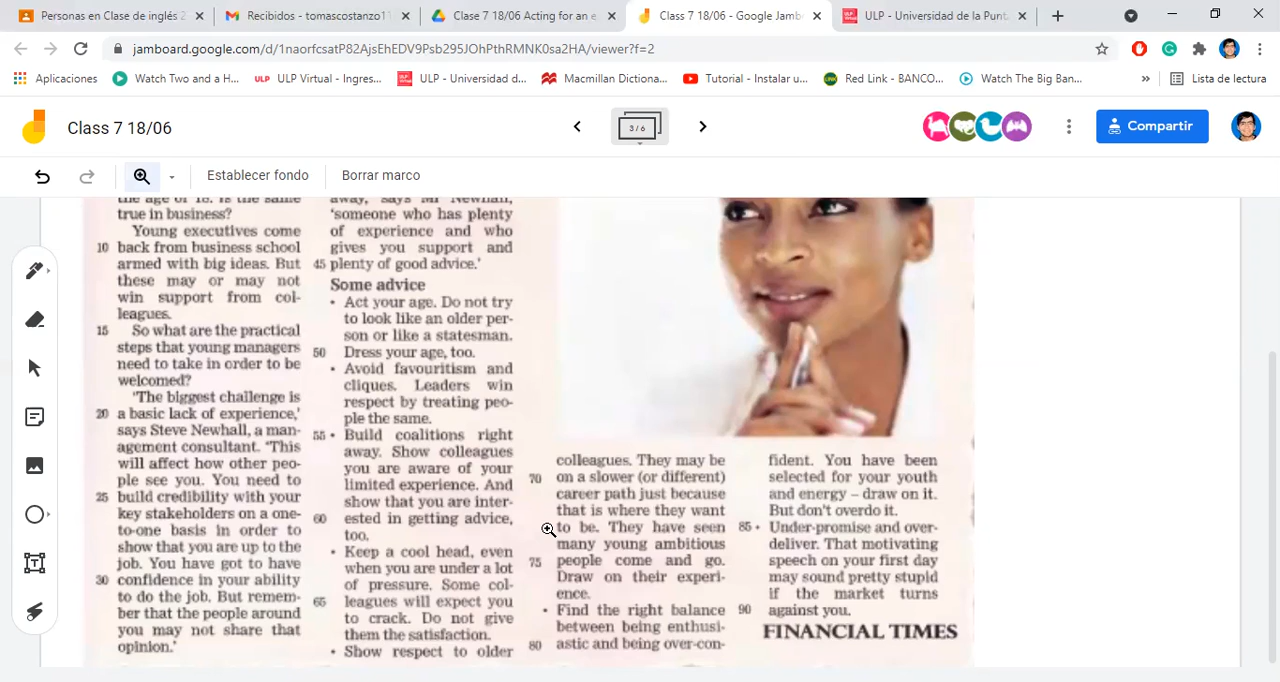 Personas en Clase de Inglés 2
Recibidos - tomascostanzo11
Clase 7 18/06 Acting for an e
Class 7 18/06 - Google Jamb
ULP - Universidad de la Punt
jamboard.google.com/d/1naorfcsatP82AjsEhEDV9Psb295JOhPthRMNK0sa2HA/viewer?f=2
Aplicaciones
Watch Two and a H...
ULP Virtual - Ingres...
ULP - Universidad d...
Macmillan Dictiona...
Tutorial - Instalar u...
Red Link - BANCO...
Watch The Big Ban...
»
Lista de lectura
Class 7 18/06
3 / 6
Compartir
Establecer fondo
Borrar marco
the age of 18. Is the same
true in business?
Young executives come
10 back from business school
armed with big ideas. But
these may or may not
win support from col-
leagues.
15 So what are the practical
steps that young managers
need to take in order to be
welcomed?
'The biggest challenge is
20 a basic lack of experience,'
says Steve Newhall, a man-
agement consultant. 'This
will affect how other peo-
ple see you. You need to
25 build credibility with your
key stakeholders on a one-
to-one basis in order to
show that you are up to the
job. You have got to have
30 confidence in your ability
to do the job. But remem-
ber that the people around
you may not share that
opinion.'
away,' says Mr Newhall,
'someone who has plenty
of experience and who
gives you support and
45 plenty of good advice.'
Some advice
• Act your age. Do not try
to look like an older per-
son or like a statesman.
50 Dress your age, too.
• Avoid favouritism and
cliques. Leaders win
respect by treating peo-
ple the same.
55 • Build coalitions right
away. Show colleagues
you are aware of your
limited experience. And
show that you are inter-
60 ested in getting advice,
too.
• Keep a cool head, even
when you are under a lot
of pressure. Some col-
65 leagues will expect you
to crack. Do not give
them the satisfaction.
• Show respect to older
colleagues. They may be
70 on a slower (or different)
career path just because
that is where they want
to be. They have seen
many young ambitious
75 people come and go.
Draw on their experi-
ence.
• Find the right balance
between being enthusi-
80 astic and being over-con-
fident. You have been
selected for your youth
and energy – draw on it.
But don't overdo it.
85 • Under-promise and over-
deliver. That motivating
speech on your first day
may sound pretty stupid
if the market turns
90 against you.
FINANCIAL TIMES